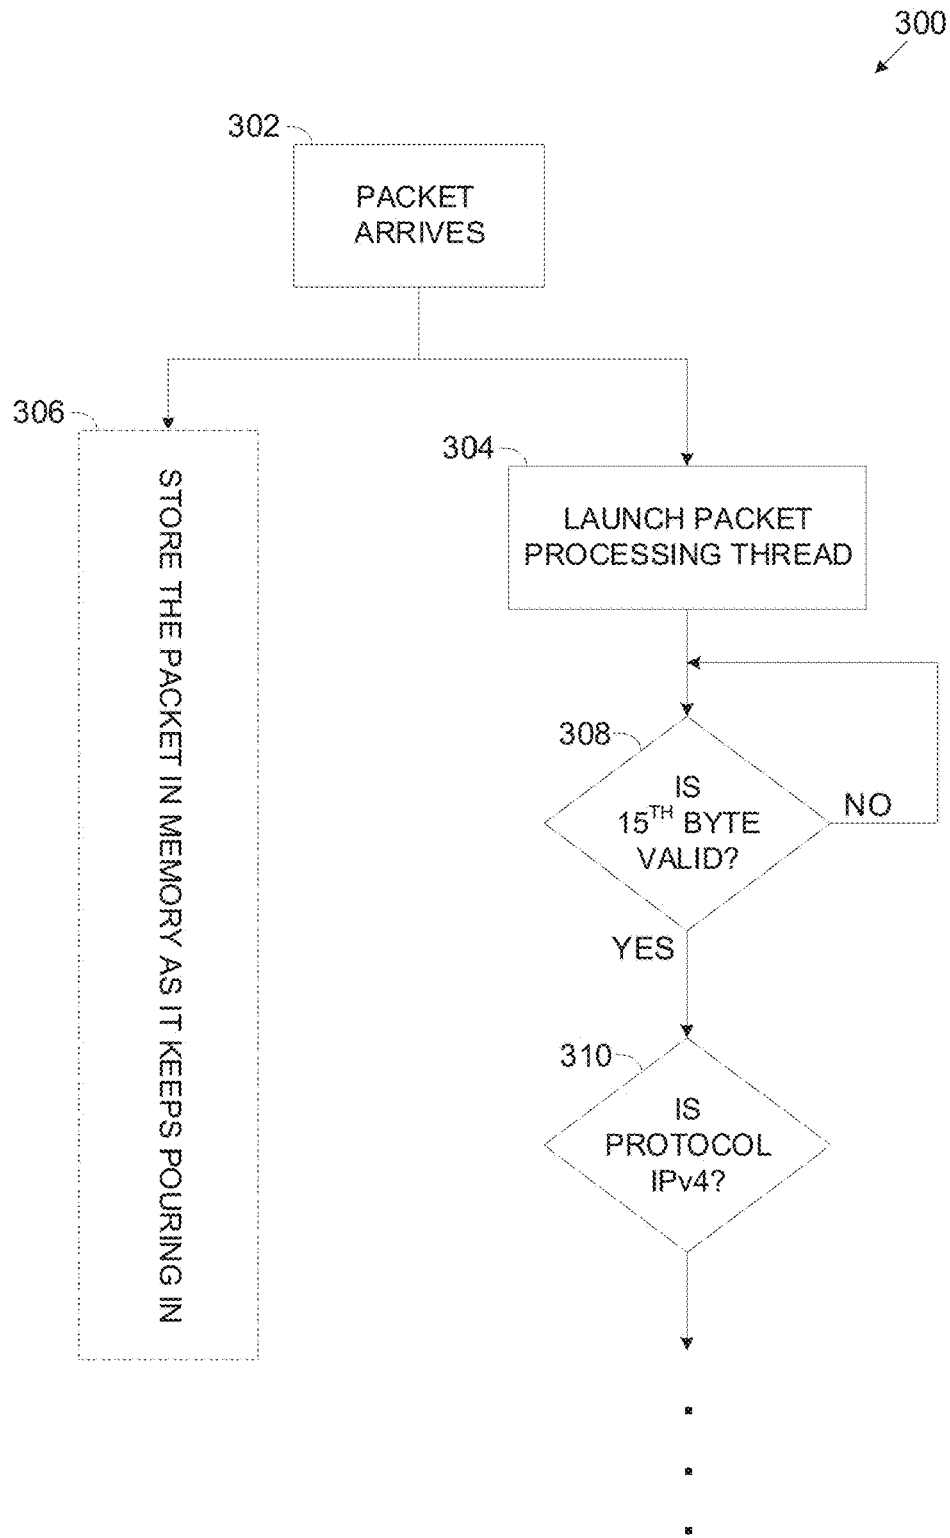 300
302
PACKET
ARRIVES
306
STORE THE PACKET IN MEMORY AS IT KEEPS POURING IN
304
LAUNCH PACKET
PROCESSING THREAD
308
IS
15TH BYTE
VALID?
NO
YES
310
IS
PROTOCOL
IPv4?